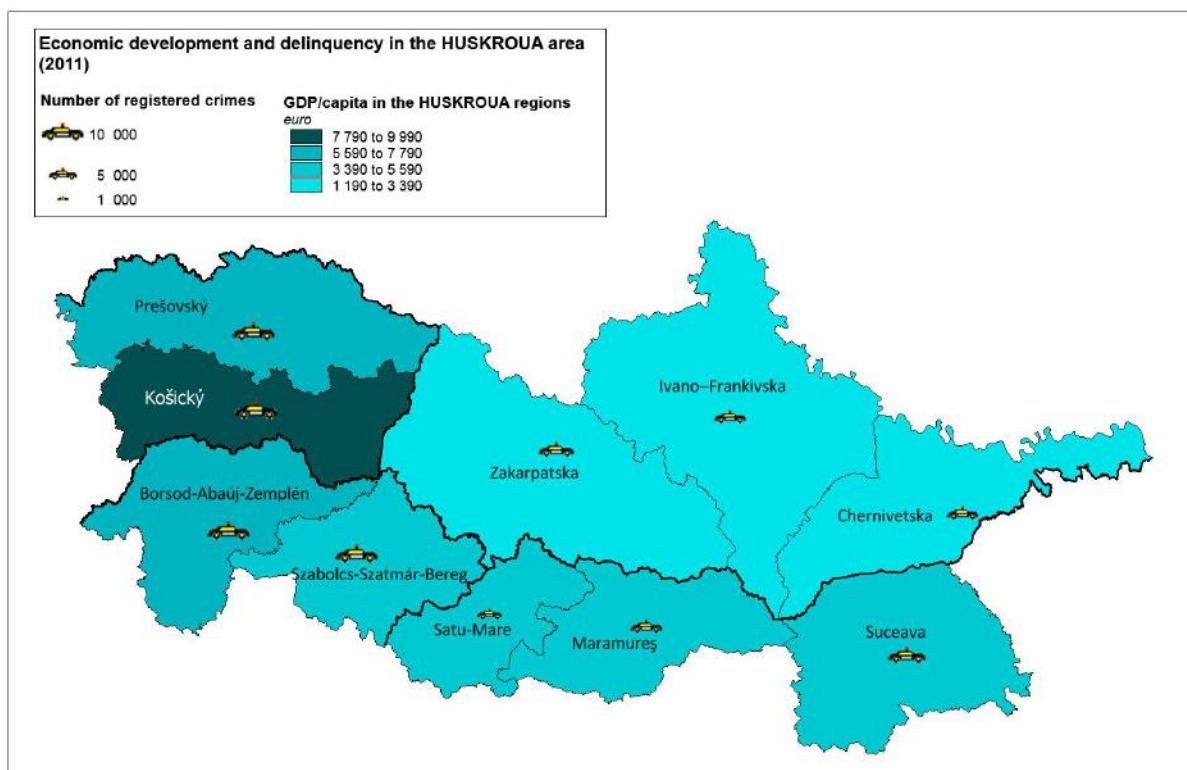 Economic development and delinquency in the HUSKROUA area
(2011)
Number of registered crimes
10 000
5 000
1 000
GDP/capita in the HUSKROUA regions
euro
7 790 to 9 990
5 590 to 7 790
3 390 to 5 590
1 190 to 3 390
Prešovský
Košický
Ivano–Frankivska
Zakarpatska
Borsod-Abaúj-Zemplén
Chernivetska
Szabolcs-Szatmár-Bereg
Satu-Mare
Maramureş
Suceava